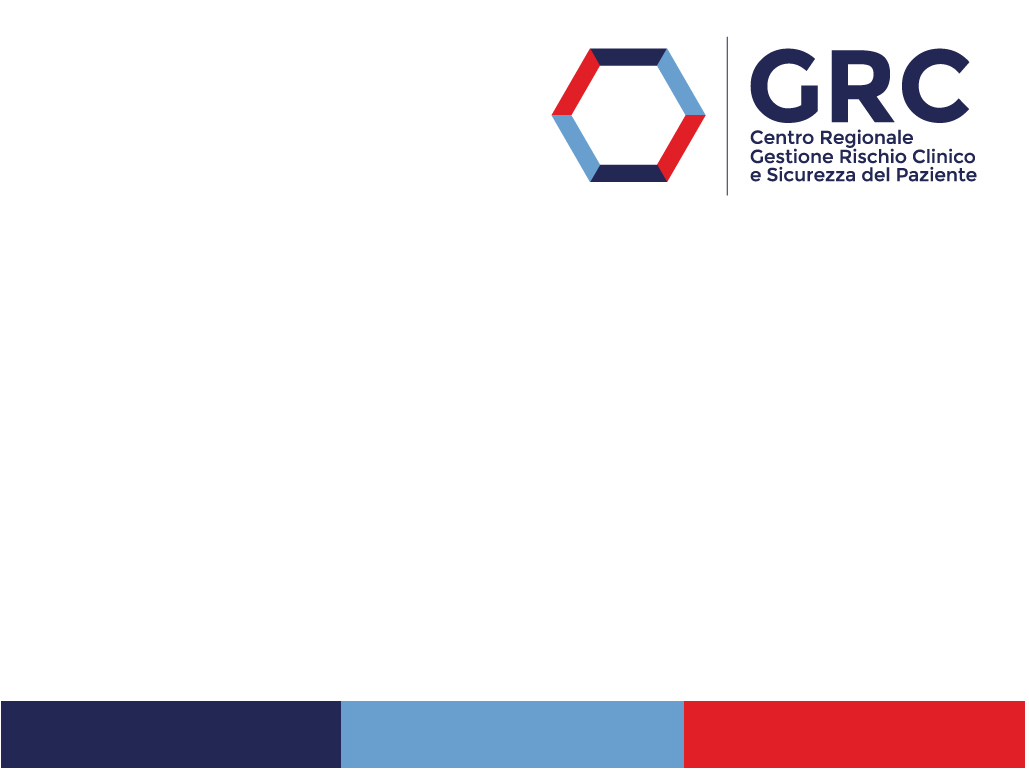 GRC
Centro Regionale
Gestione Rischio Clinico
e Sicurezza del Paziente